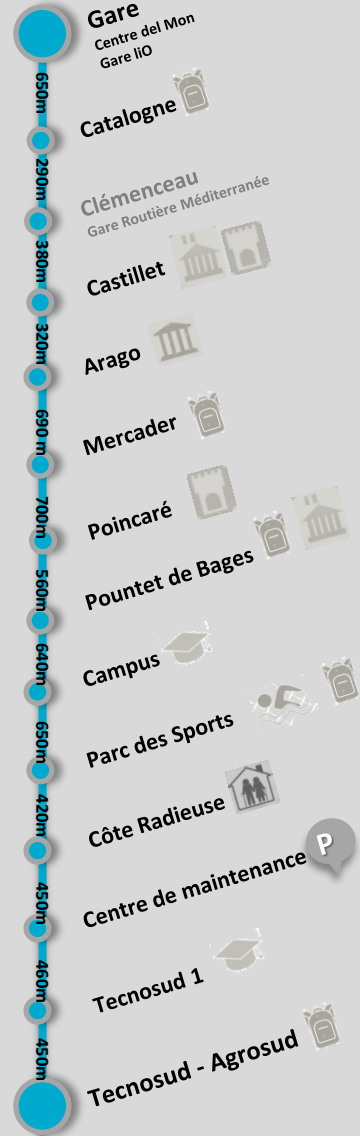 Gare
Centre del Mon
Gare liO
650m
Catalogne
290m
Clémenceau
Gare Routière Méditerranée
380m
Castillet
320m
Arago
690 m
Mercader
700m
Poincaré
560m
Pountet de Bages
640m
Campus
650m
Parc des Sports
420m
Côte Radieuse
450m
Centre de maintenance
P
460m
Tecnosud 1
450m
Tecnosud - Agrosud